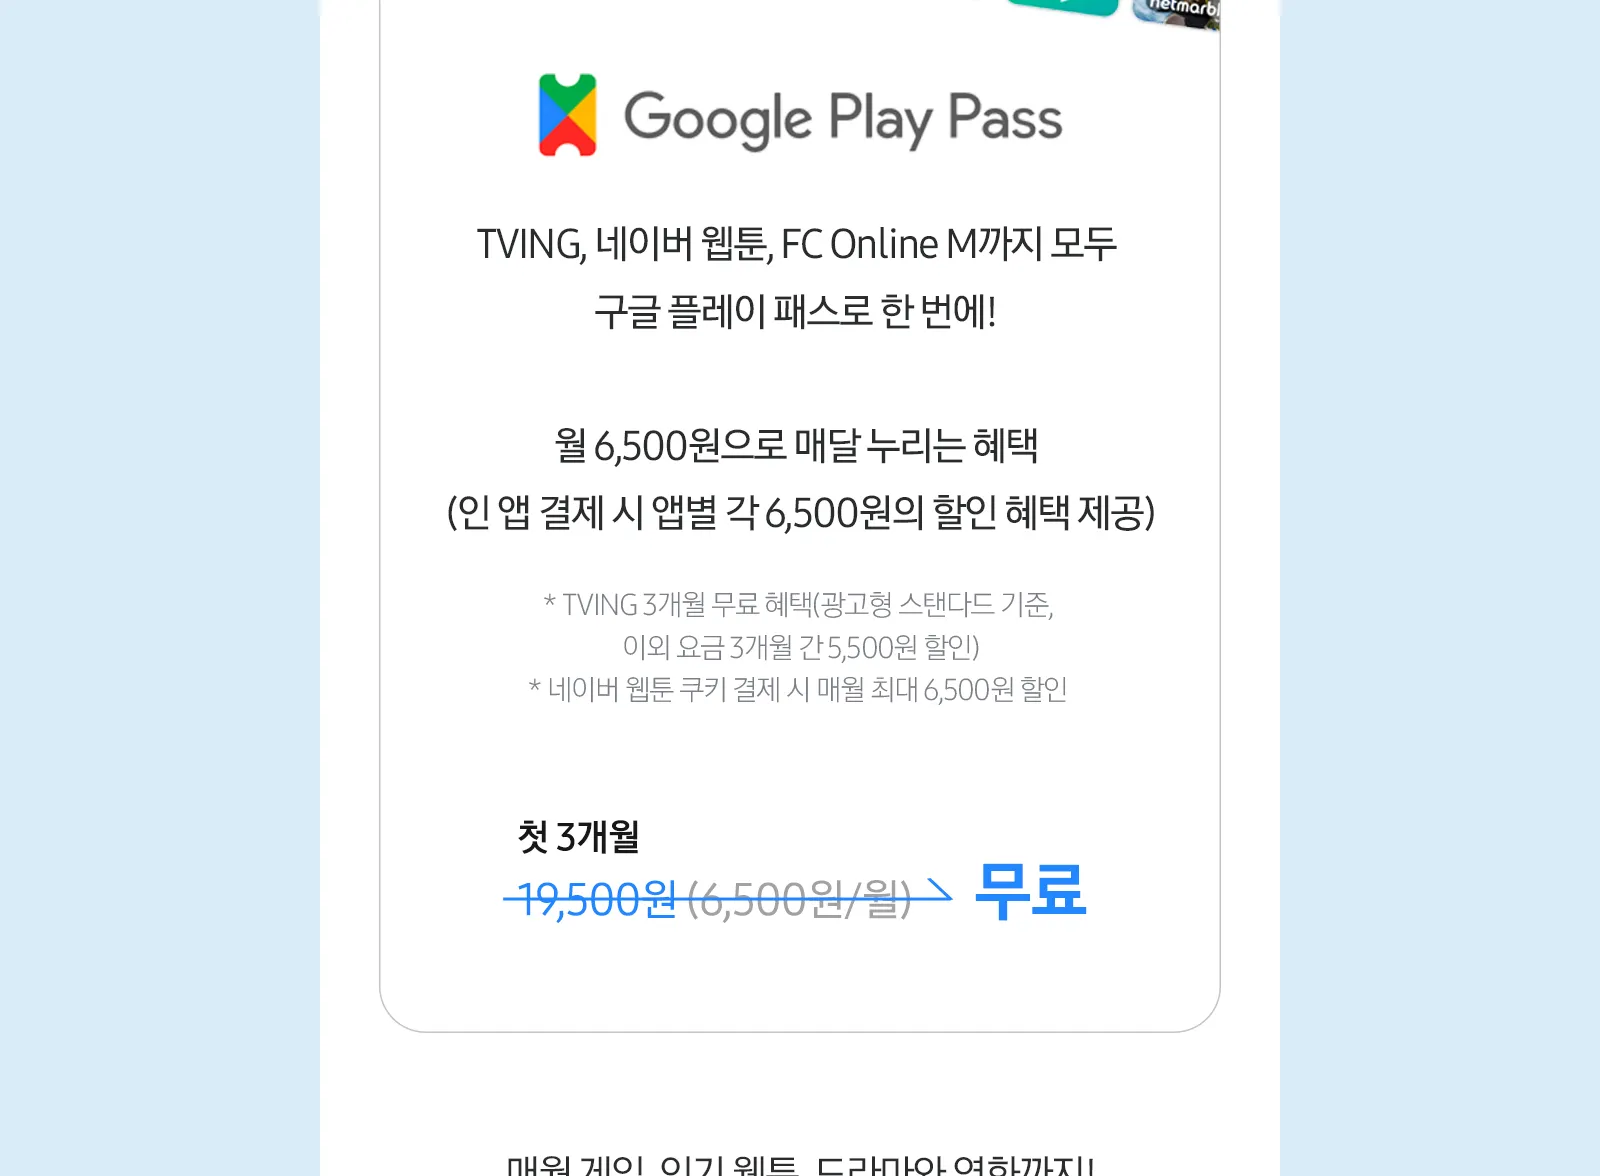 netmarbl
Google Play Pass
TVING, 네이버 웹툰, FC Online M까지 모두
구글 플레이 패스로 한 번에!
월 6,500원으로 매달 누리는 혜택
(인 앱 결제 시 앱별 각 6,500원의 할인 혜택 제공)
* TVING 3개월 무료 혜택(광고형 스탠다드 기준,
이외 요금 3개월 간 5,500원 할인)
* 네이버 웹툰 쿠키 결제 시 매월 최대 6,500원 할인
첫 3개월
19,500원 (6,500원/월) 무료
매월 게임, 인기 웹툰, 드라마와 영화까지!